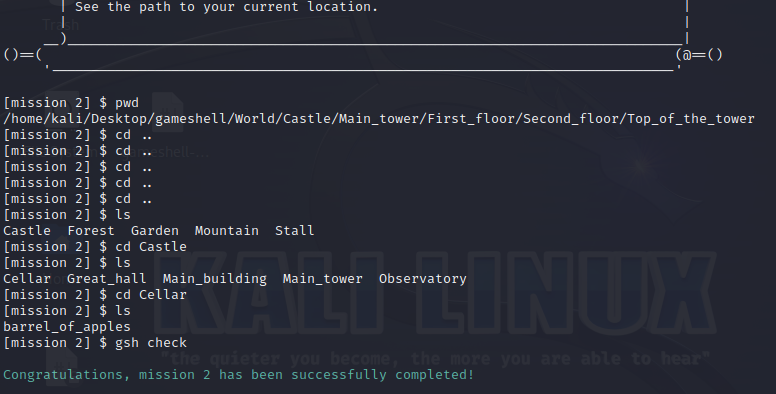 | See the path to your current location. |
| |
__)__________________________________________________________________________|
()==( (@==()
'__________________________________________________________________________'
[mission 2] $ pwd
/home/kali/Desktop/gameshell/World/Castle/Main_tower/First_floor/Second_floor/Top_of_the_tower
[mission 2] $ cd ..
[mission 2] $ cd ..
[mission 2] $ cd ..
[mission 2] $ cd ..
[mission 2] $ cd ..
[mission 2] $ ls
Castle Forest Garden Mountain Stall
[mission 2] $ cd Castle
[mission 2] $ ls
Cellar Great_hall Main_building Main_tower Observatory
[mission 2] $ cd Cellar
[mission 2] $ ls
barrel_of_apples
[mission 2] $ gsh check
Congratulations, mission 2 has been successfully completed!
Trash
KALI LINUX
"the quieter you become, the more you are able to hear"